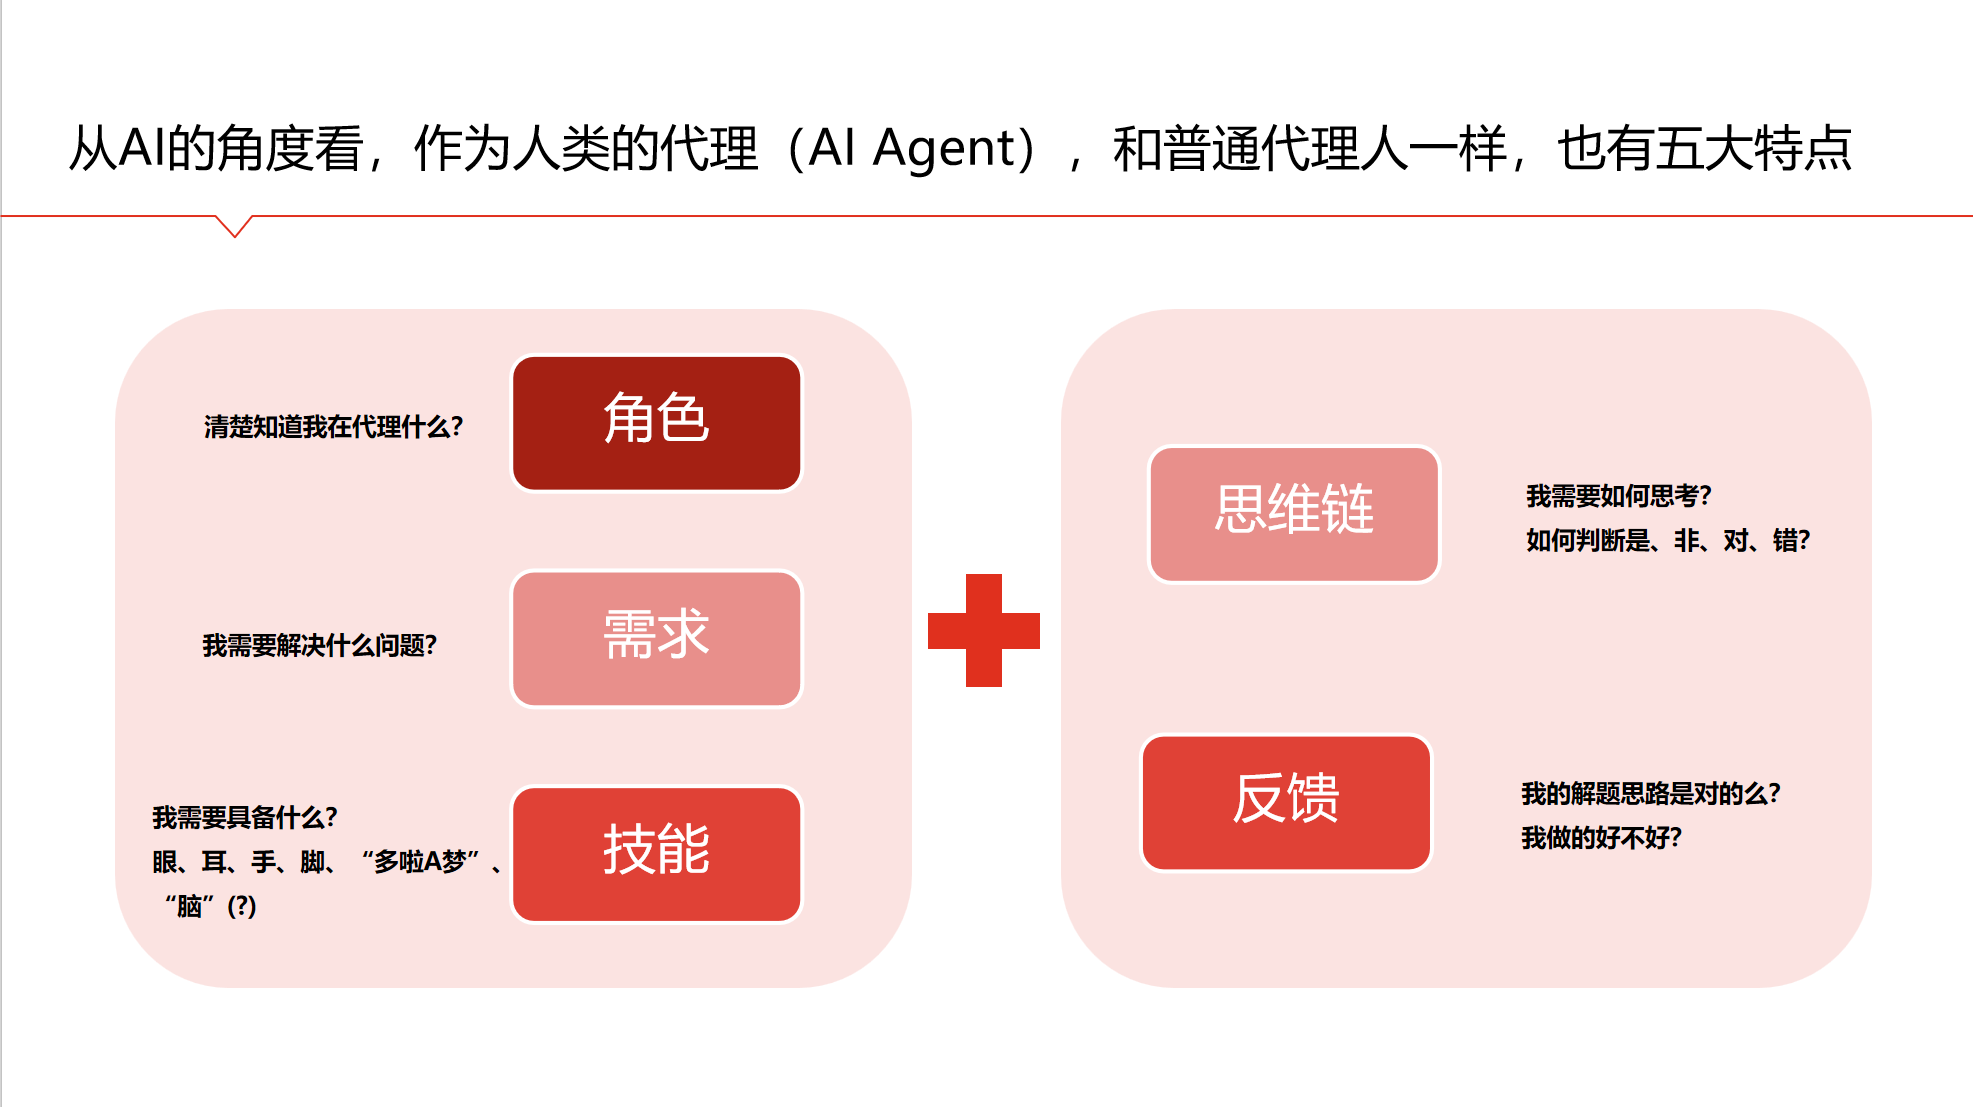 从AI的角度看，作为人类的代理（AI Agent），和普通代理人一样，也有五大特点
清楚知道我在代理什么？
角色
我需要解决什么问题？
需求
我需要具备什么？
眼、耳、手、脚、“多啦A梦”、
“脑”(?)
技能
思维链
我需要如何思考？
如何判断是、非、对、错？
反馈
我的解题思路是对的么？
我做的好不好？